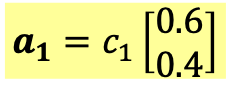 a₁ = c₁ [0.6
0.4]